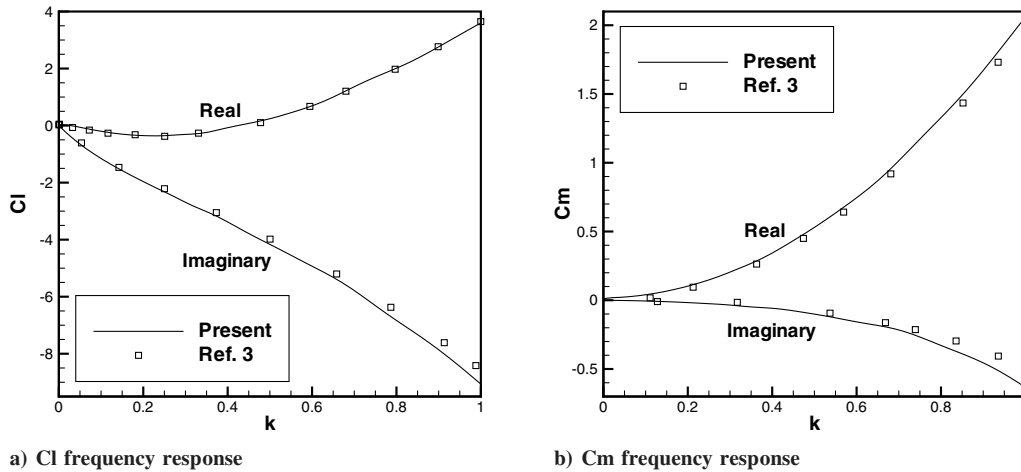 4
2
0
-2
-4
-6
-8
Cl
Real
Imaginary
Present
Ref. 3
0
0.2
0.4
0.6
0.8
1
k
a) Cl frequency response
2
1.5
1
0.5
0
-0.5
Cm
Present
Ref. 3
Real
Imaginary
0
0.2
0.4
0.6
0.8
k
b) Cm frequency response